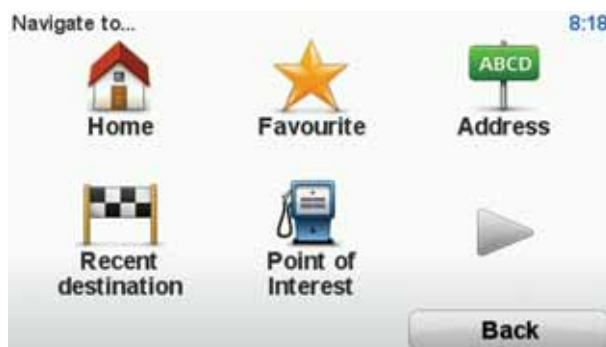 Navigate to...
8:18
ABCD
Home
Favourite
Address
Recent
destination
Point of
Interest
Back